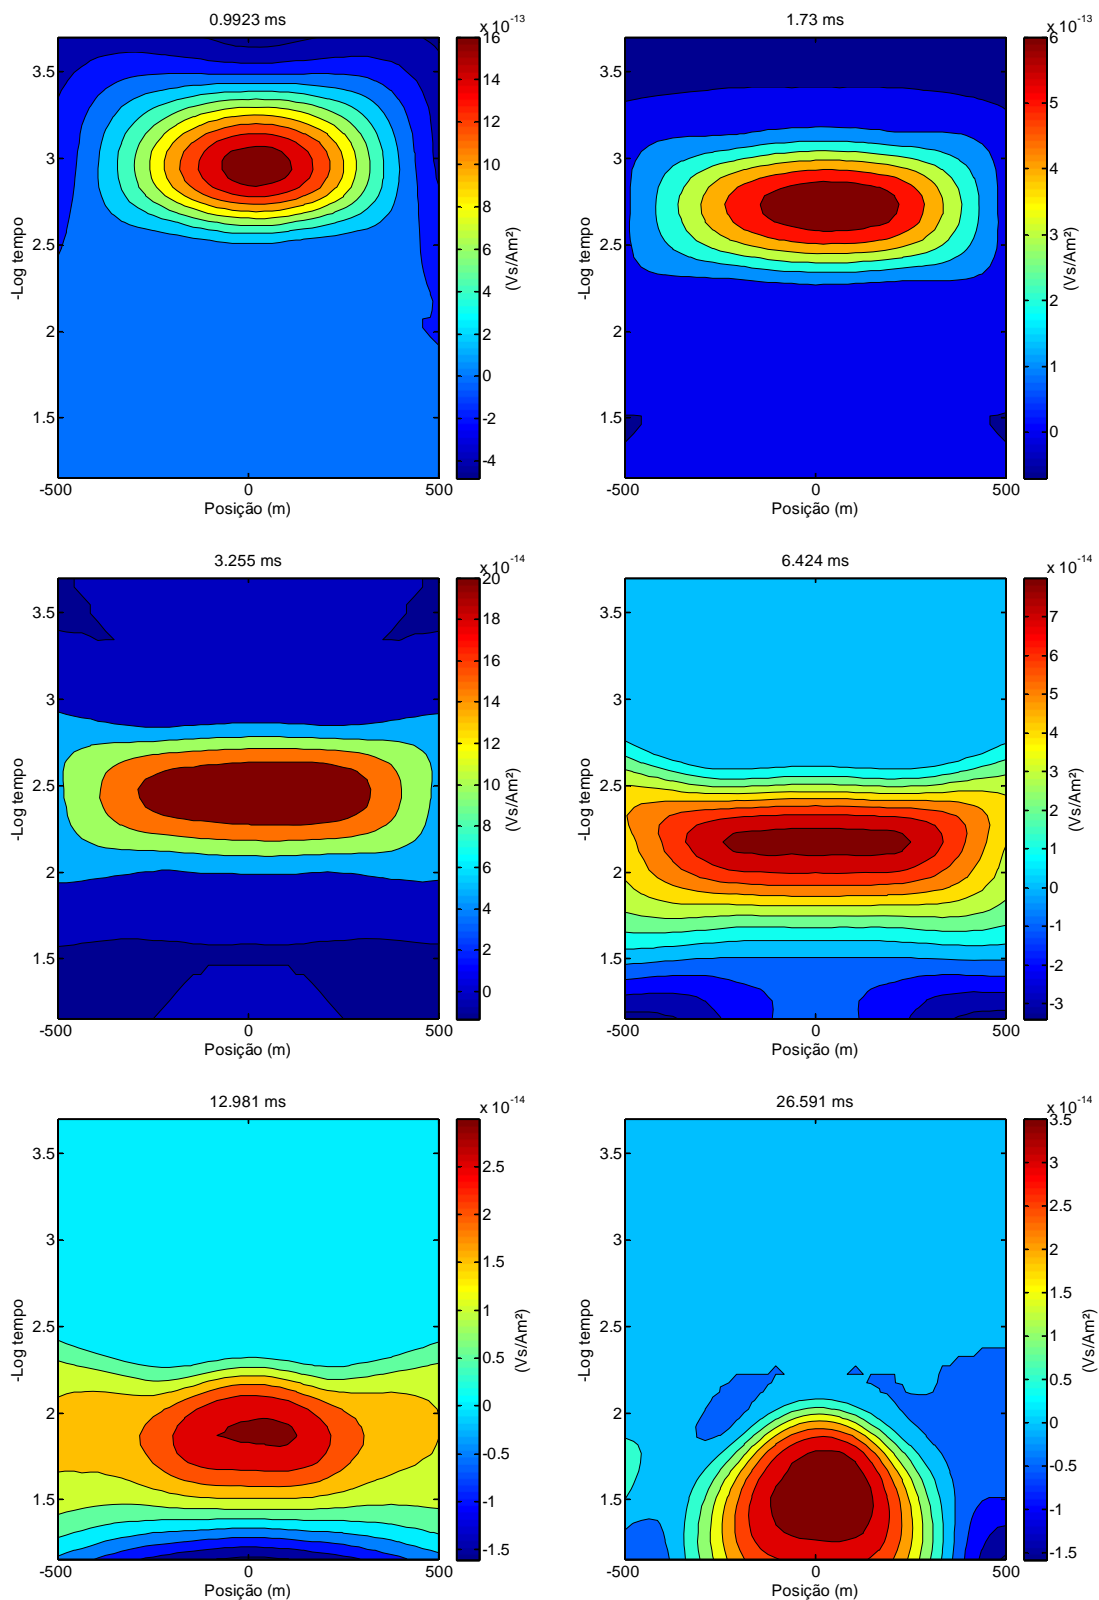 0.9923 ms
x 10-13
3.5
3
2.5
2
1.5
-Log tempo
-500 0 500
Posição (m)
16
14
12
10
8
6
4
2
0
-2
-4
(Vs/Am²)
1.73 ms
x 10-13
3.5
3
2.5
2
1.5
-Log tempo
-500 0 500
Posição (m)
6
5
4
3
2
1
0
(Vs/Am²)
3.255 ms
x 10-14
3.5
3
2.5
2
1.5
-Log tempo
-500 0 500
Posição (m)
20
18
16
14
12
10
8
6
4
2
0
(Vs/Am²)
6.424 ms
x 10-14
3.5
3
2.5
2
1.5
-Log tempo
-500 0 500
Posição (m)
7
6
5
4
3
2
1
0
-1
-2
-3
(Vs/Am²)
12.981 ms
x 10-14
3.5
3
2.5
2
1.5
-Log tempo
-500 0 500
Posição (m)
2.5
2
1.5
1
0.5
0
-0.5
-1
-1.5
(Vs/Am²)
26.591 ms
x 10-14
3.5
3
2.5
2
1.5
-Log tempo
-500 0 500
Posição (m)
3.5
3
2.5
2
1.5
1
0.5
0
-0.5
-1
-1.5
(Vs/Am²)